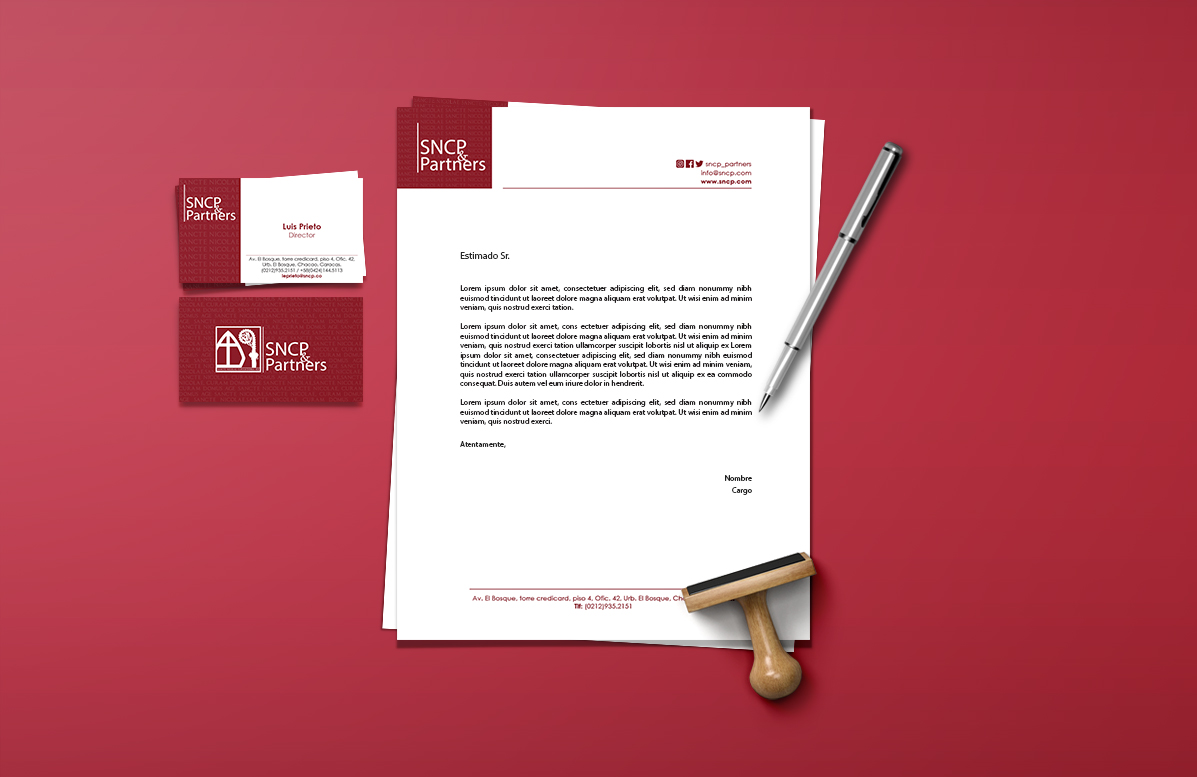 SNCP
&
Partners
Luis Prieto
Director
Av. El Bosque, torre credicard, piso 4, Ofic. 42,
Urb. El Bosque, Chacao, Caracas.
(0212)935.2151 / +58(0424)144.5113
leprieto@sncp.co
SNCP
&
Partners
SNCP
&
Partners
sncp_partners
info@sncp.com
www.sncp.com
Estimado Sr.
Lorem ipsum dolor sit amet, consectetuer adipiscing elit, sed diam nonummy nibh
euismod tincidunt ut laoreet dolore magna aliquam erat volutpat. Ut wisi enim ad minim
veniam, quis nostrud exerci tation.
Lorem ipsum dolor sit amet, cons ectetuer adipiscing elit, sed diam nonummy nibh
euismod tincidunt ut laoreet dolore magna aliquam erat volutpat. Ut wisi enim ad minim
veniam, quis nostrud exerci tation ullamcorper suscipit lobortis nisl ut aliquip ex Lorem
ipsum dolor sit amet, consectetuer adipiscing elit, sed diam nonummy nibh euismod
tincidunt ut laoreet dolore magna aliquam erat volutpat. Ut wisi enim ad minim veniam,
quis nostrud exerci tation ullamcorper suscipit lobortis nisl ut aliquip ex ea commodo
consequat. Duis autem vel eum iriure dolor in hendrerit.
Lorem ipsum dolor sit amet, cons ectetuer adipiscing elit, sed diam nonummy nibh
euismod tincidunt ut laoreet dolore magna aliquam erat volutpat. Ut wisi enim ad minim
veniam, quis nostrud exerci.
Atentamente,
Nombre
Cargo
Av. El Bosque, torre credicard, piso 4, Ofic. 42, Urb. El Bosque,
Tlf: (0212)935.2151